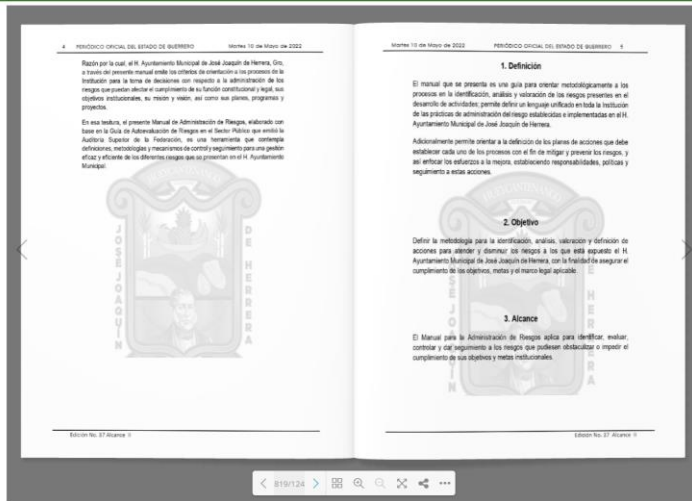 4 PERIÓDICO OFICIAL DEL ESTADO DE GUERRERO Martes 10 de Mayo de 2022
Razón por la cual, el H. Ayuntamiento Municipal de José Joaquín de Herrera, Gro,
a través del presente manual emite los criterios de orientación a los procesos de la
Institución para la toma de decisiones con respecto a la administración de los
riesgos que puedan afectar el cumplimiento de su función constitucional y legal, sus
objetivos institucionales, su misión y visión, así como sus planes, programas y
proyectos.
En esa tesitura, el presente Manual de Administración de Riesgos, elaborado con
base en la Guía de Autoevaluación de Riesgos en el Sector Público que emitió la
Auditoría Superior de la Federación, es una herramienta que contempla
definiciones, metodologías y mecanismos de control y seguimiento para una gestión
eficaz y eficiente de los diferentes riesgos que se presentan en el H. Ayuntamiento
Municipal.
JOSÉ JOAQUÍN
DE HERRERA
Edición No. 37 Alcance II
Martes 10 de Mayo de 2022 PERIÓDICO OFICIAL DEL ESTADO DE GUERRERO 5
1. Definición
El manual que se presenta es una guía para orientar metodológicamente a los
procesos en la identificación, análisis y valoración de los riesgos presentes en el
desarrollo de actividades; permite definir un lenguaje unificado en toda la Institución
de las prácticas de administración del riesgo establecidas e implementadas en el H.
Ayuntamiento Municipal de José Joaquín de Herrera.
Adicionalmente permite orientar a la definición de los planes de acciones que debe
establecer cada uno de los procesos con el fin de mitigar y prevenir los riesgos, y
así enfocar los esfuerzos a la mejora, estableciendo responsabilidades, políticas y
seguimiento a estas acciones.
2. Objetivo
Definir la metodología para la identificación, análisis, valoración y definición de
acciones para atender y disminuir los riesgos a los que está expuesto el H.
Ayuntamiento Municipal de José Joaquín de Herrera, con la finalidad de asegurar el
cumplimiento de los objetivos, metas y el marco legal aplicable.
3. Alcance
El Manual para la Administración de Riesgos aplica para identificar, evaluar,
controlar y dar seguimiento a los riesgos que pudiesen obstaculizar o impedir el
cumplimiento de sus objetivos y metas institucionales.
Edición No. 37 Alcance II
819/124